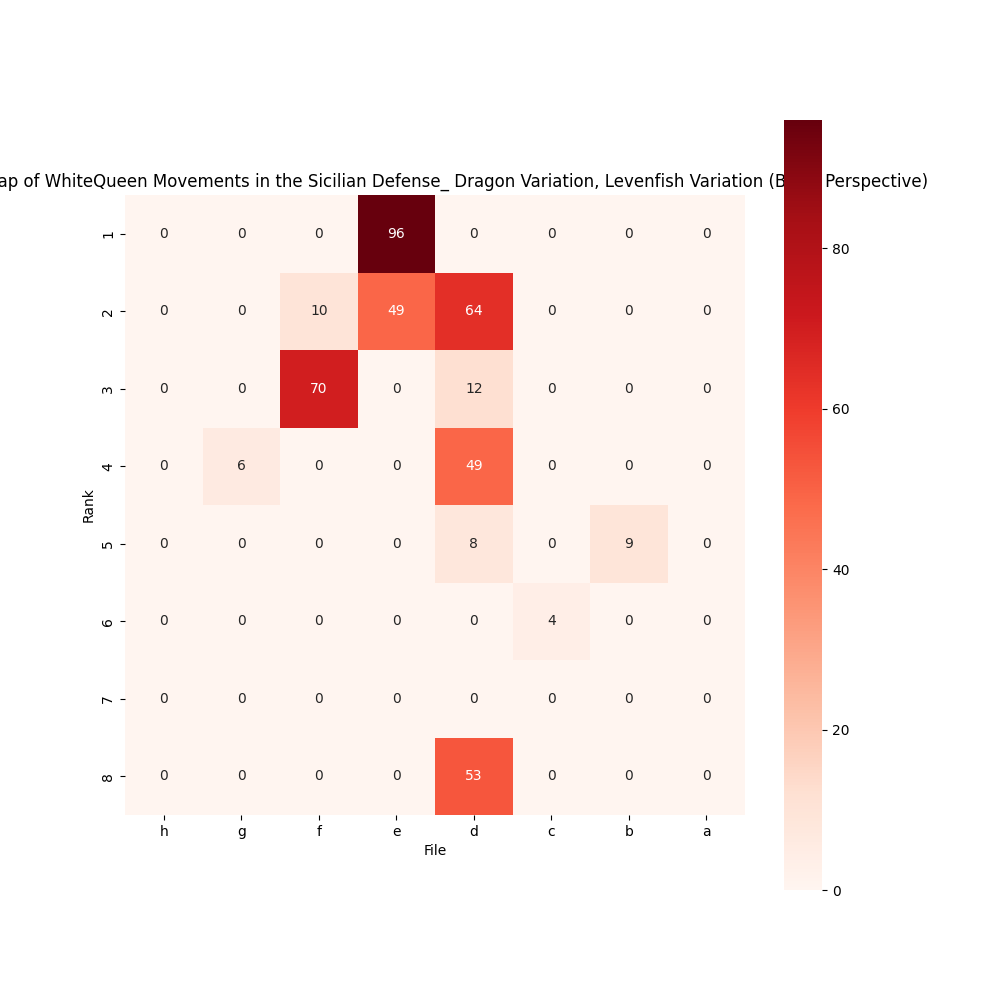 ap of WhiteQueen Movements in the Sicilian Defense_ Dragon Variation, Levenfish Variation (B Perspective)
1 0 0 0 96 0 0 0 0
2 0 0 10 49 64 0 0 0
3 0 0 70 0 12 0 0 0
4 0 6 0 0 49 0 0 0
5 0 0 0 0 8 0 9 0
6 0 0 0 0 0 4 0 0
7 0 0 0 0 0 0 0 0
8 0 0 0 0 53 0 0 0
Rank
h g f e d c b a
File
80
60
40
20
0